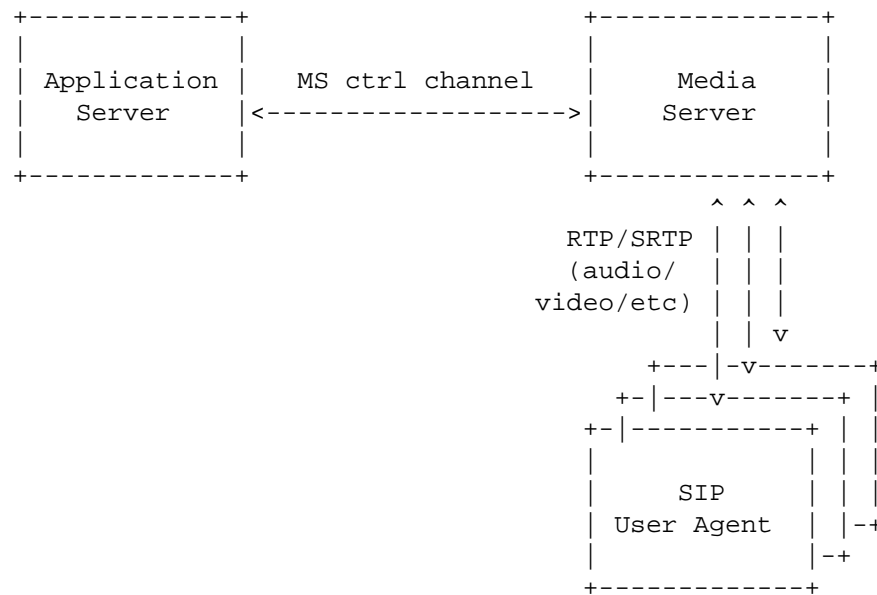 Application MS ctrl channel Media
Server Server
RTP/SRTP
(audio/
video/etc)
SIP
User Agent